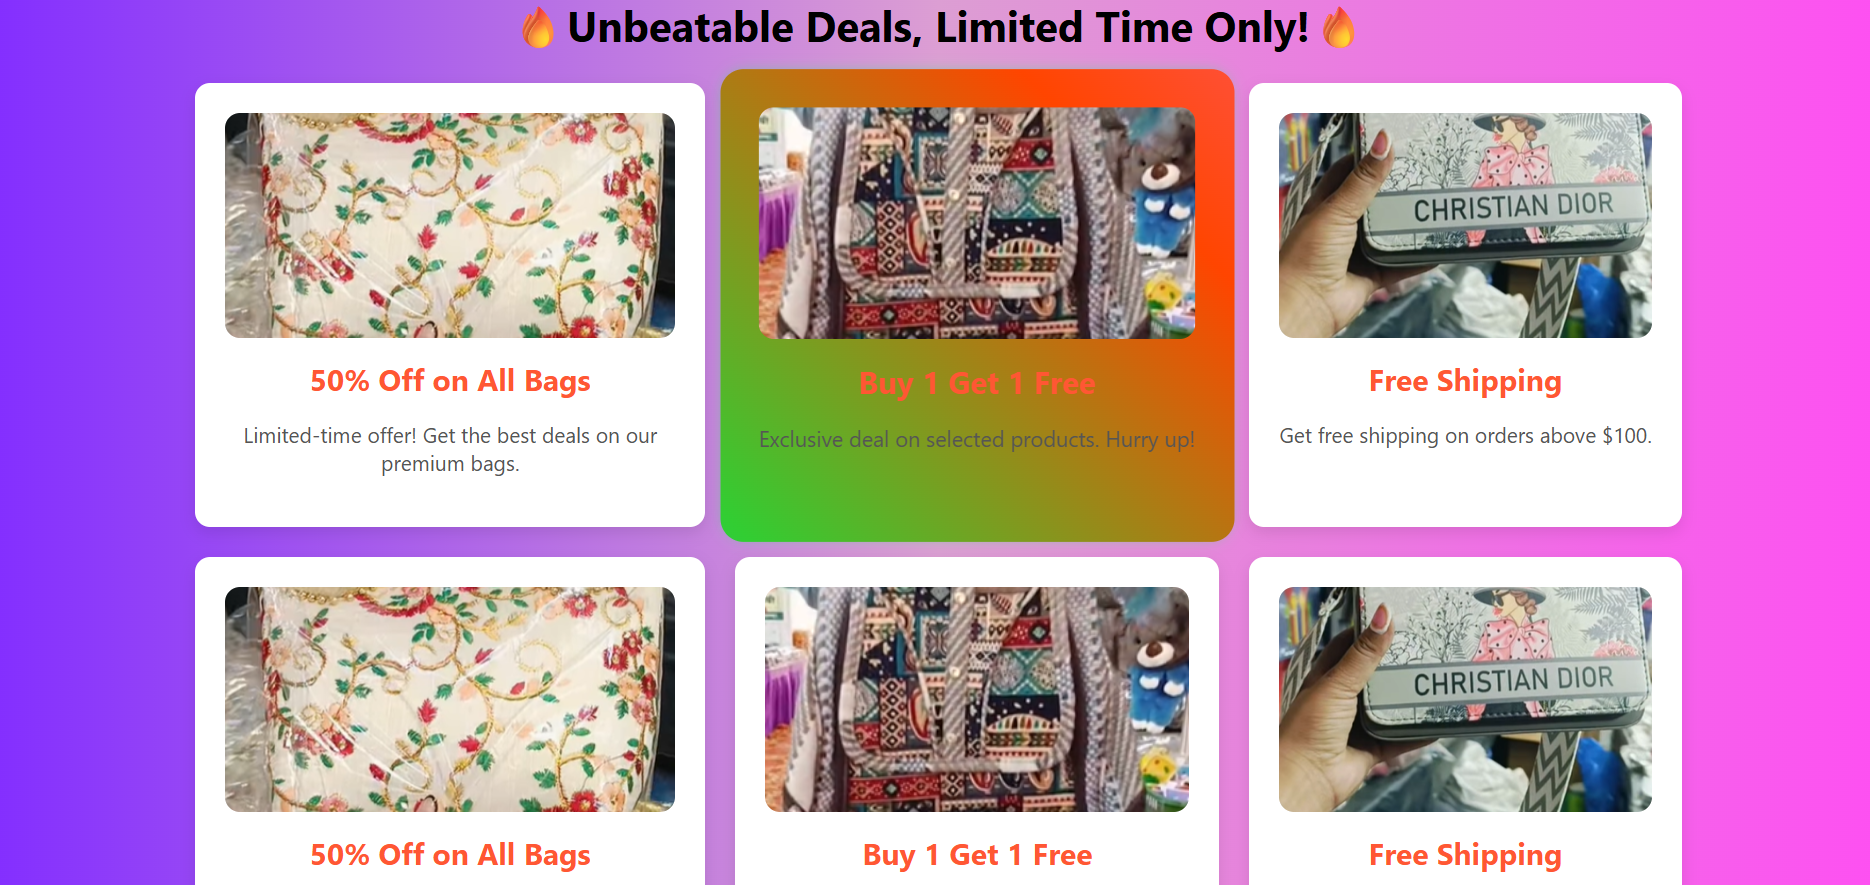 🔥 Unbeatable Deals, Limited Time Only! 🔥
CHRISTIAN DIOR
50% Off on All Bags
Limited-time offer! Get the best deals on our
premium bags.
Buy 1 Get 1 Free
Exclusive deal on selected products. Hurry up!
Free Shipping
Get free shipping on orders above $100.
CHRISTIAN DIOR
50% Off on All Bags
Buy 1 Get 1 Free
Free Shipping